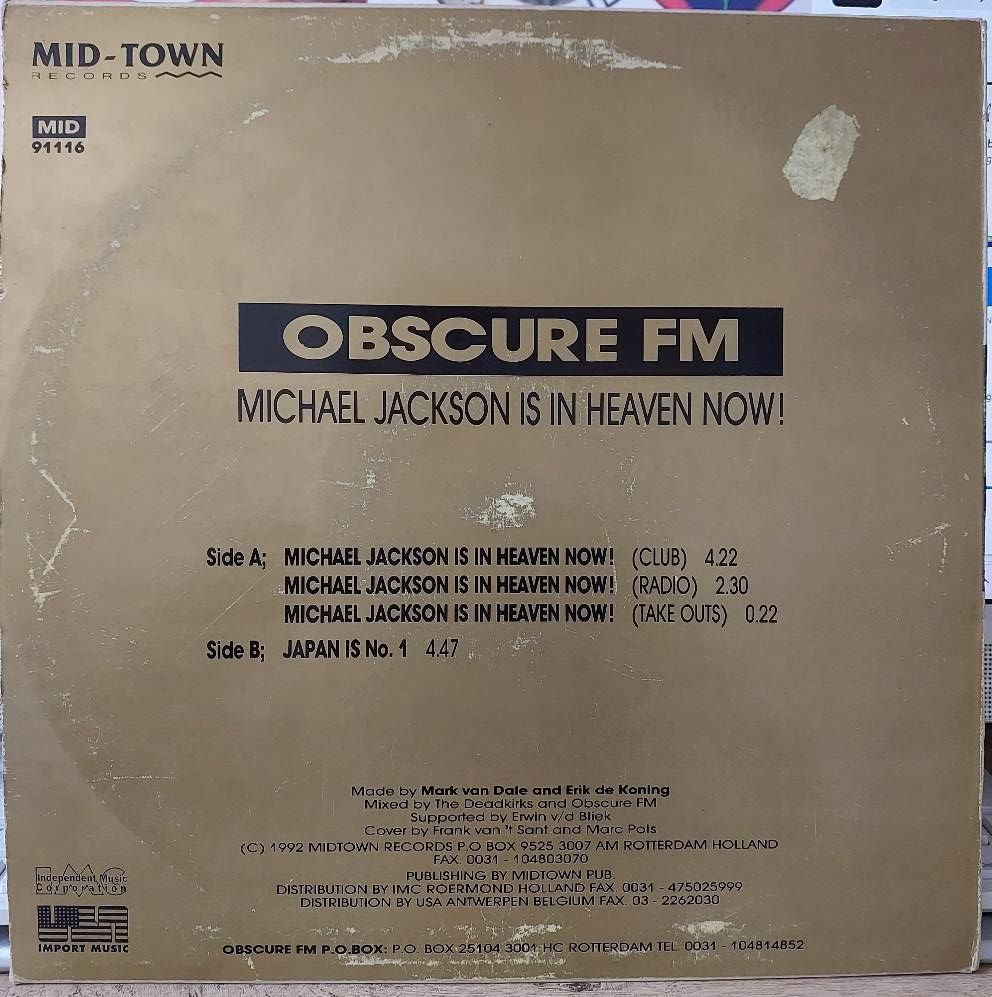 MID-TOWN
RECORDS
MID
91116
OBSCURE FM
MICHAEL JACKSON IS IN HEAVEN NOW!
Side A; MICHAEL JACKSON IS IN HEAVEN NOW! (CLUB) 4.22
MICHAEL JACKSON IS IN HEAVEN NOW! (RADIO) 2.30
MICHAEL JACKSON IS IN HEAVEN NOW! (TAKE OUTS) 0.22
Side B; JAPAN IS No. 1 4.47
Made by Mark van Dale and Erik de Koning
Mixed by The Deadkirks and Obscure FM
Supported by Erwin v/d Bliek
Cover by Frank van 't Sant and Marc Pols
(C) 1992 MIDTOWN RECORDS P.O BOX 9525 3007 AM ROTTERDAM HOLLAND
FAX. 0031 - 104803070
PUBLISHING BY MIDTOWN PUB.
DISTRIBUTION BY IMC ROERMOND HOLLAND FAX. 0031 - 475025999
DISTRIBUTION BY USA ANTWERPEN BELGIUM FAX. 03 - 2262030
IMC
Independent Music
Corporation
USA
IMPORT MUSIC
OBSCURE FM P.O.BOX: P.O. BOX 25104 3001 HC ROTTERDAM TEL. 0031 - 104814852